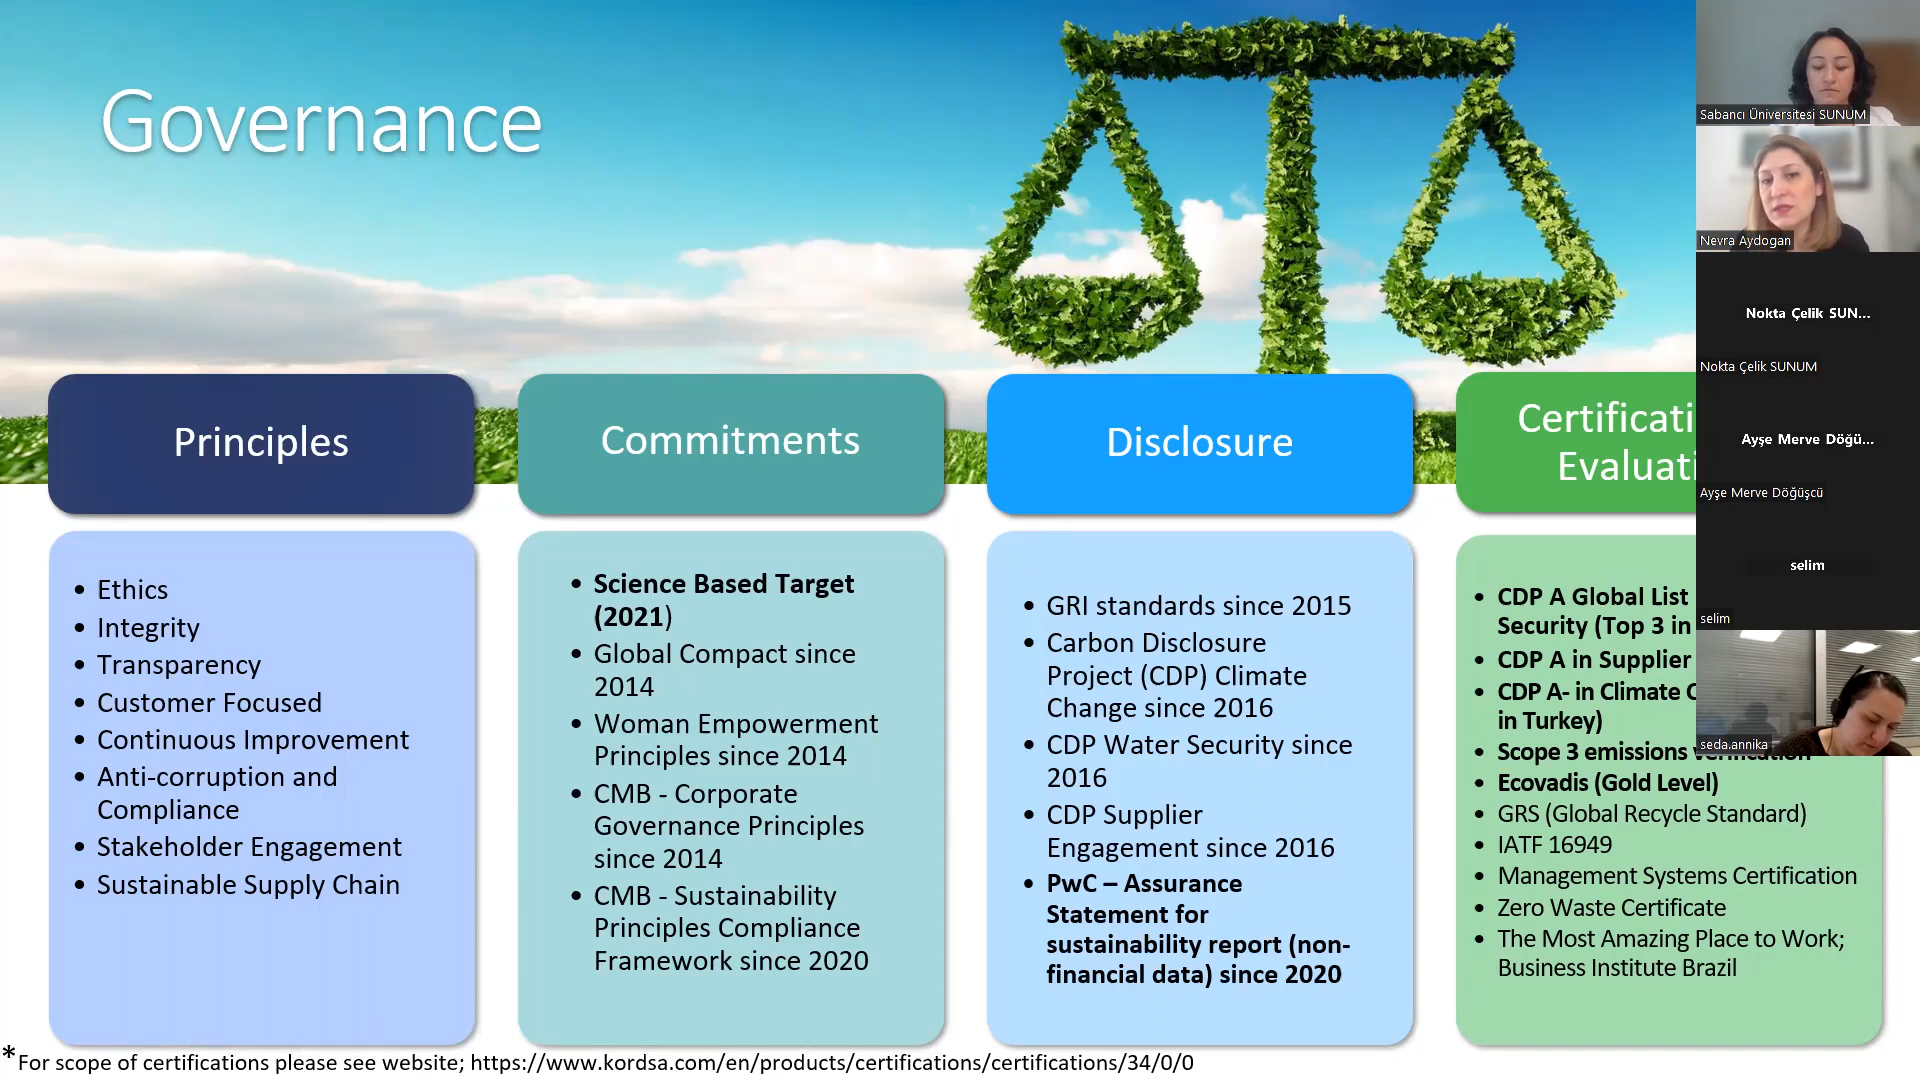 Governance
Principles
• Ethics
• Integrity
• Transparency
• Customer Focused
• Continuous Improvement
• Anti-corruption and
Compliance
• Stakeholder Engagement
• Sustainable Supply Chain
Commitments
• Science Based Target
(2021)
• Global Compact since
2014
• Woman Empowerment
Principles since 2014
• CMB - Corporate
Governance Principles
since 2014
• CMB - Sustainability
Principles Compliance
Framework since 2020
Disclosure
• GRI standards since 2015
• Carbon Disclosure
Project (CDP) Climate
Change since 2016
• CDP Water Security since
2016
• CDP Supplier
Engagement since 2016
• PwC – Assurance
Statement for
sustainability report (non-
financial data) since 2020
Certificati
Evaluati
• CDP A Global List
Security (Top 3 in
• CDP A in Supplier
• CDP A- in Climate
in Turkey)
• Scope 3 emissions verification
• Ecovadis (Gold Level)
• GRS (Global Recycle Standard)
• IATF 16949
• Management Systems Certification
• Zero Waste Certificate
• The Most Amazing Place to Work;
Business Institute Brazil
*For scope of certifications please see website; https://www.kordsa.com/en/products/certifications/certifications/34/0/0
Sabancı Üniversitesi SUNUM
Nevra Aydogan
Nokta Çelik SUN...
Nokta Çelik SUNUM
Ayşe Merve Döğü...
Ayşe Merve Döğüşcü
selim
selim
seda.annika